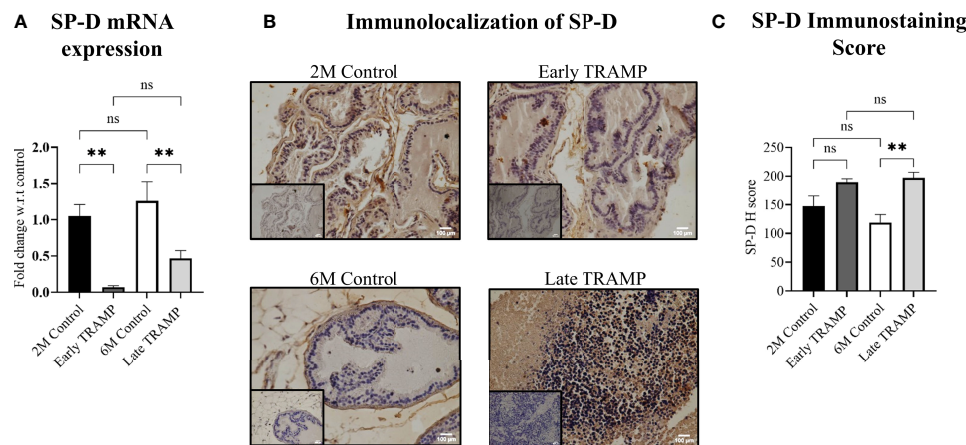 A SP-D mRNA
expression
ns
ns
**
**
Fold change w.r.t control
2.0
1.5
1.0
0.5
0.0
2M Control
Early TRAMP
6M Control
Late TRAMP
B Immunolocalization of SP-D
2M Control
100 µm
Early TRAMP
100 µm
6M Control
100 µm
Late TRAMP
100 µm
C SP-D Immunostaining
Score
ns
ns
ns
**
SP-D H score
250
200
150
100
50
0
2M Control
Early TRAMP
6M Control
Late TRAMP